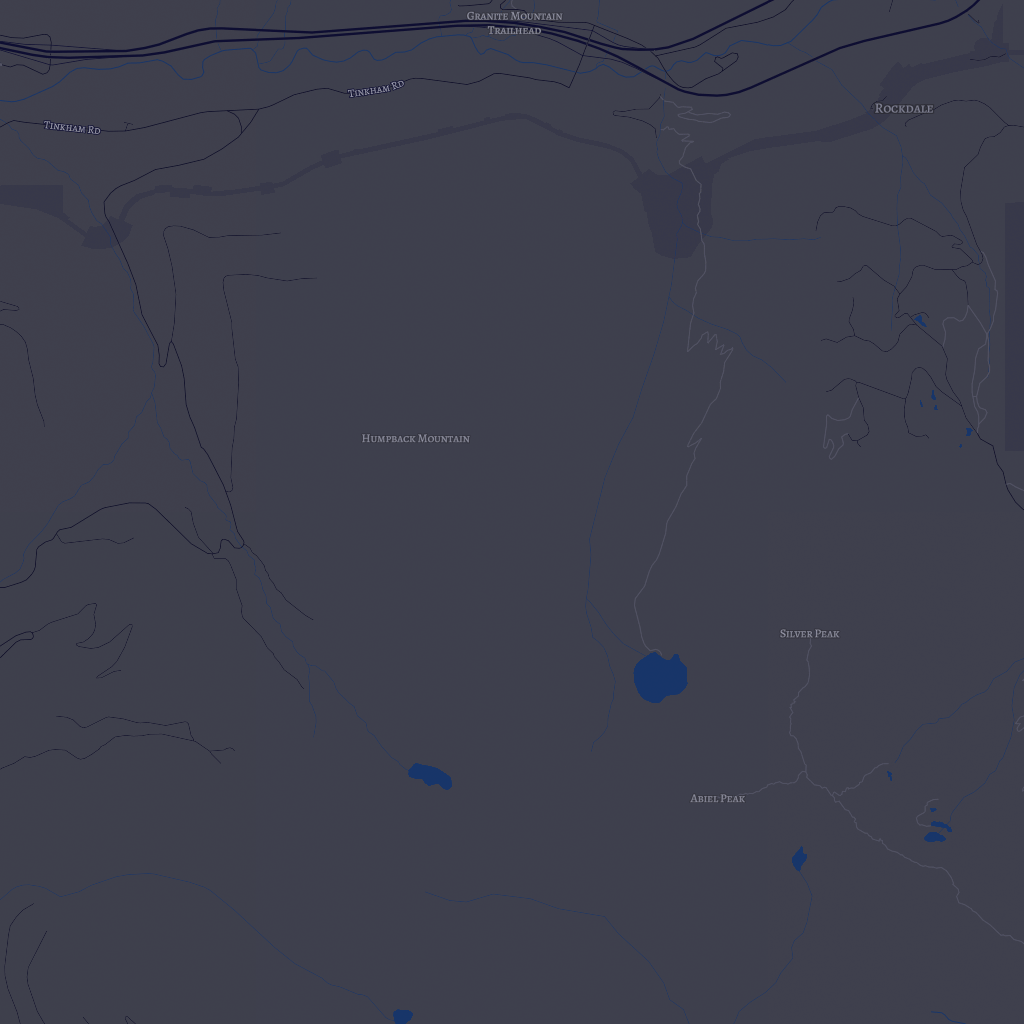 Granite Mountain
Trailhead
Tinkham Rd
Rockdale
Tinkham Rd
Humpback Mountain
Silver Peak
Abiel Peak